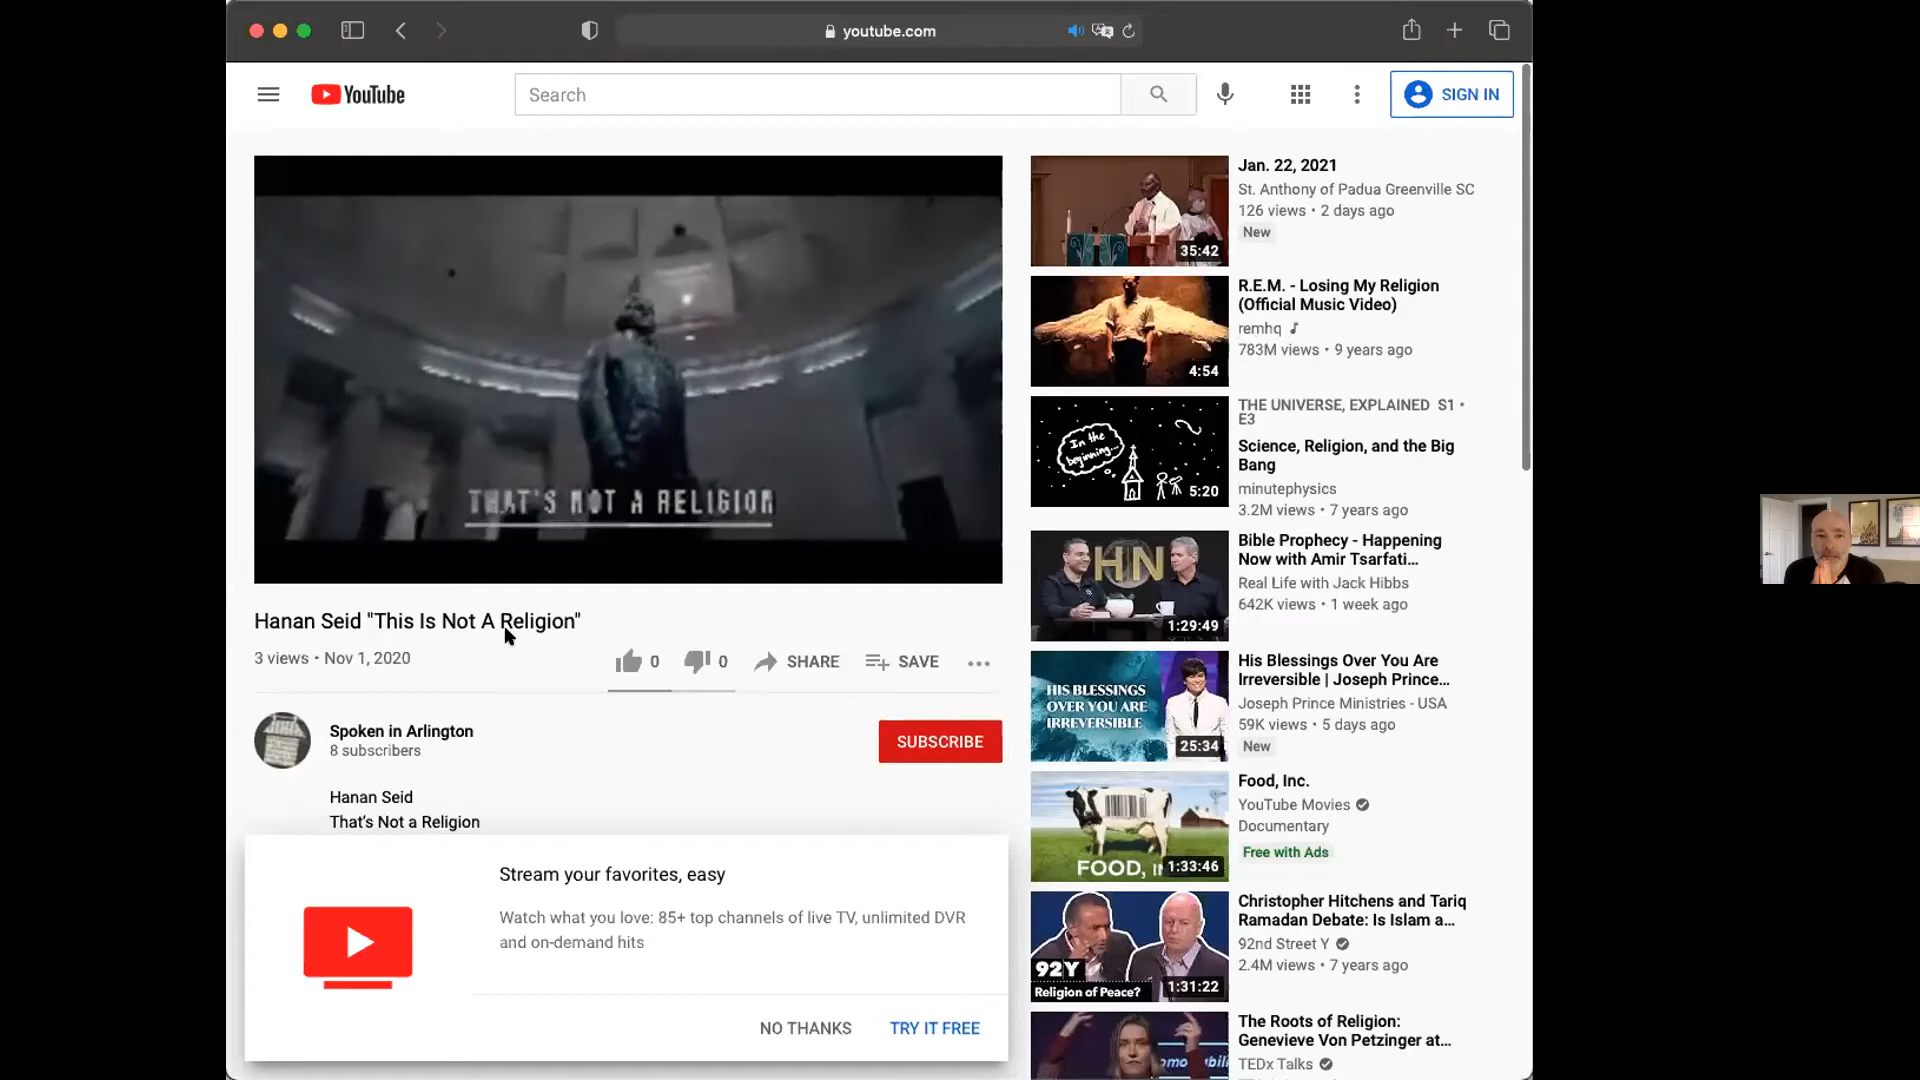 youtube.com
YouTube
Search
SIGN IN
THAT'S NOT A RELIGION
Hanan Seid "This Is Not A Religion"
3 views • Nov 1, 2020
0
0
SHARE
SAVE
Spoken in Arlington
8 subscribers
SUBSCRIBE
Hanan Seid
That's Not a Religion
Stream your favorites, easy
Watch what you love: 85+ top channels of live TV, unlimited DVR
and on-demand hits
NO THANKS
TRY IT FREE
35:42
Jan. 22, 2021
St. Anthony of Padua Greenville SC
126 views • 2 days ago
New
4:54
R.E.M. - Losing My Religion
(Official Music Video)
remhq
783M views • 9 years ago
In the
beginning...
5:20
THE UNIVERSE, EXPLAINED S1 •
E3
Science, Religion, and the Big
Bang
minutephysics
3.2M views • 7 years ago
HN
1:29:49
Bible Prophecy - Happening
Now with Amir Tsarfati...
Real Life with Jack Hibbs
642K views • 1 week ago
HIS BLESSINGS
OVER YOU ARE
IRREVERSIBLE
25:34
His Blessings Over You Are
Irreversible | Joseph Prince...
Joseph Prince Ministries - USA
59K views • 5 days ago
New
FOOD, IN
1:33:46
Food, Inc.
YouTube Movies
Documentary
Free with Ads
92Y
Religion of Peace?
1:31:22
Christopher Hitchens and Tariq
Ramadan Debate: Is Islam a...
92nd Street Y
2.4M views • 7 years ago
The Roots of Religion:
Genevieve Von Petzinger at...
TEDx Talks